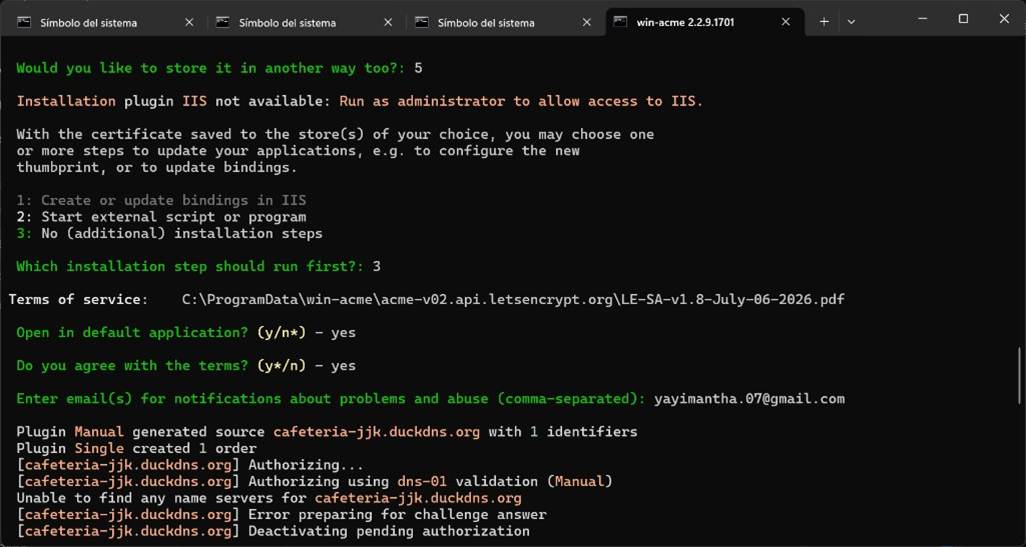 Símbolo del sistema
Símbolo del sistema
Símbolo del sistema
win-acme 2.2.9.1701
Would you like to store it in another way too?: 5
Installation plugin IIS not available: Run as administrator to allow access to IIS.
With the certificate saved to the store(s) of your choice, you may choose one
or more steps to update your applications, e.g. to configure the new
thumbprint, or to update bindings.
1: Create or update bindings in IIS
2: Start external script or program
3: No (additional) installation steps
Which installation step should run first?: 3
Terms of service:    C:\ProgramData\win-acme\acme-v02.api.letsencrypt.org\LE-SA-v1.8-July-06-2026.pdf
Open in default application? (y/n*) - yes
Do you agree with the terms? (y*/n) - yes
Enter email(s) for notifications about problems and abuse (comma-separated): yayimantha.07@gmail.com
Plugin Manual generated source cafeteria-jjk.duckdns.org with 1 identifiers
Plugin Single created 1 order
[cafeteria-jjk.duckdns.org] Authorizing...
[cafeteria-jjk.duckdns.org] Authorizing using dns-01 validation (Manual)
Unable to find any name servers for cafeteria-jjk.duckdns.org
[cafeteria-jjk.duckdns.org] Error preparing for challenge answer
[cafeteria-jjk.duckdns.org] Deactivating pending authorization